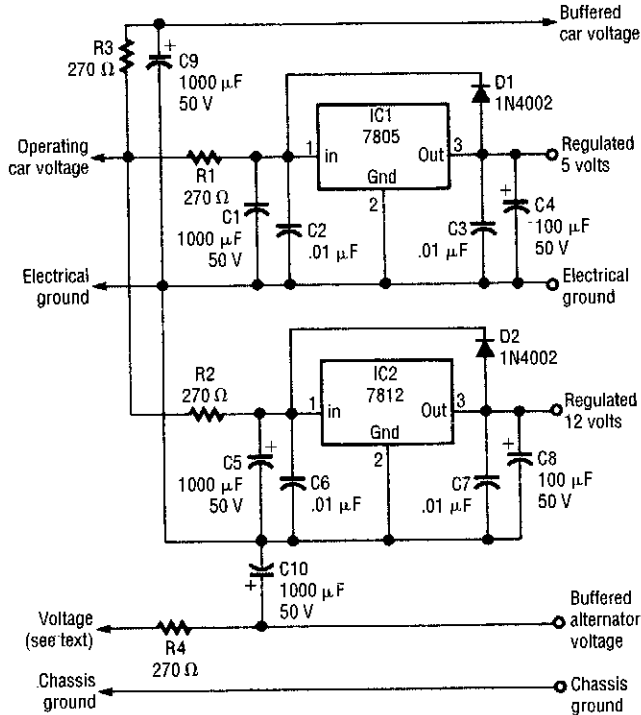 Buffered
car voltage
R3
270 Ω
+
C9
1000 µF
50 V
D1
1N4002
IC1
7805
1
in
Out
3
Gnd
2
Operating
car voltage
R1
270 Ω
C1
1000 µF
50 V
C2
.01 µF
C3
.01 µF
+
C4
100 µF
50 V
Regulated
5 volts
Electrical
ground
Electrical
ground
D2
1N4002
R2
270 Ω
IC2
7812
1
in
Out
3
Gnd
2
Regulated
12 volts
+
C5
1000 µF
50 V
C6
.01 µF
C7
.01 µF
+
C8
100 µF
50 V
+
C10
1000 µF
50 V
Voltage
(see text)
R4
270 Ω
Buffered
alternator
voltage
Chassis
ground
Chassis
ground